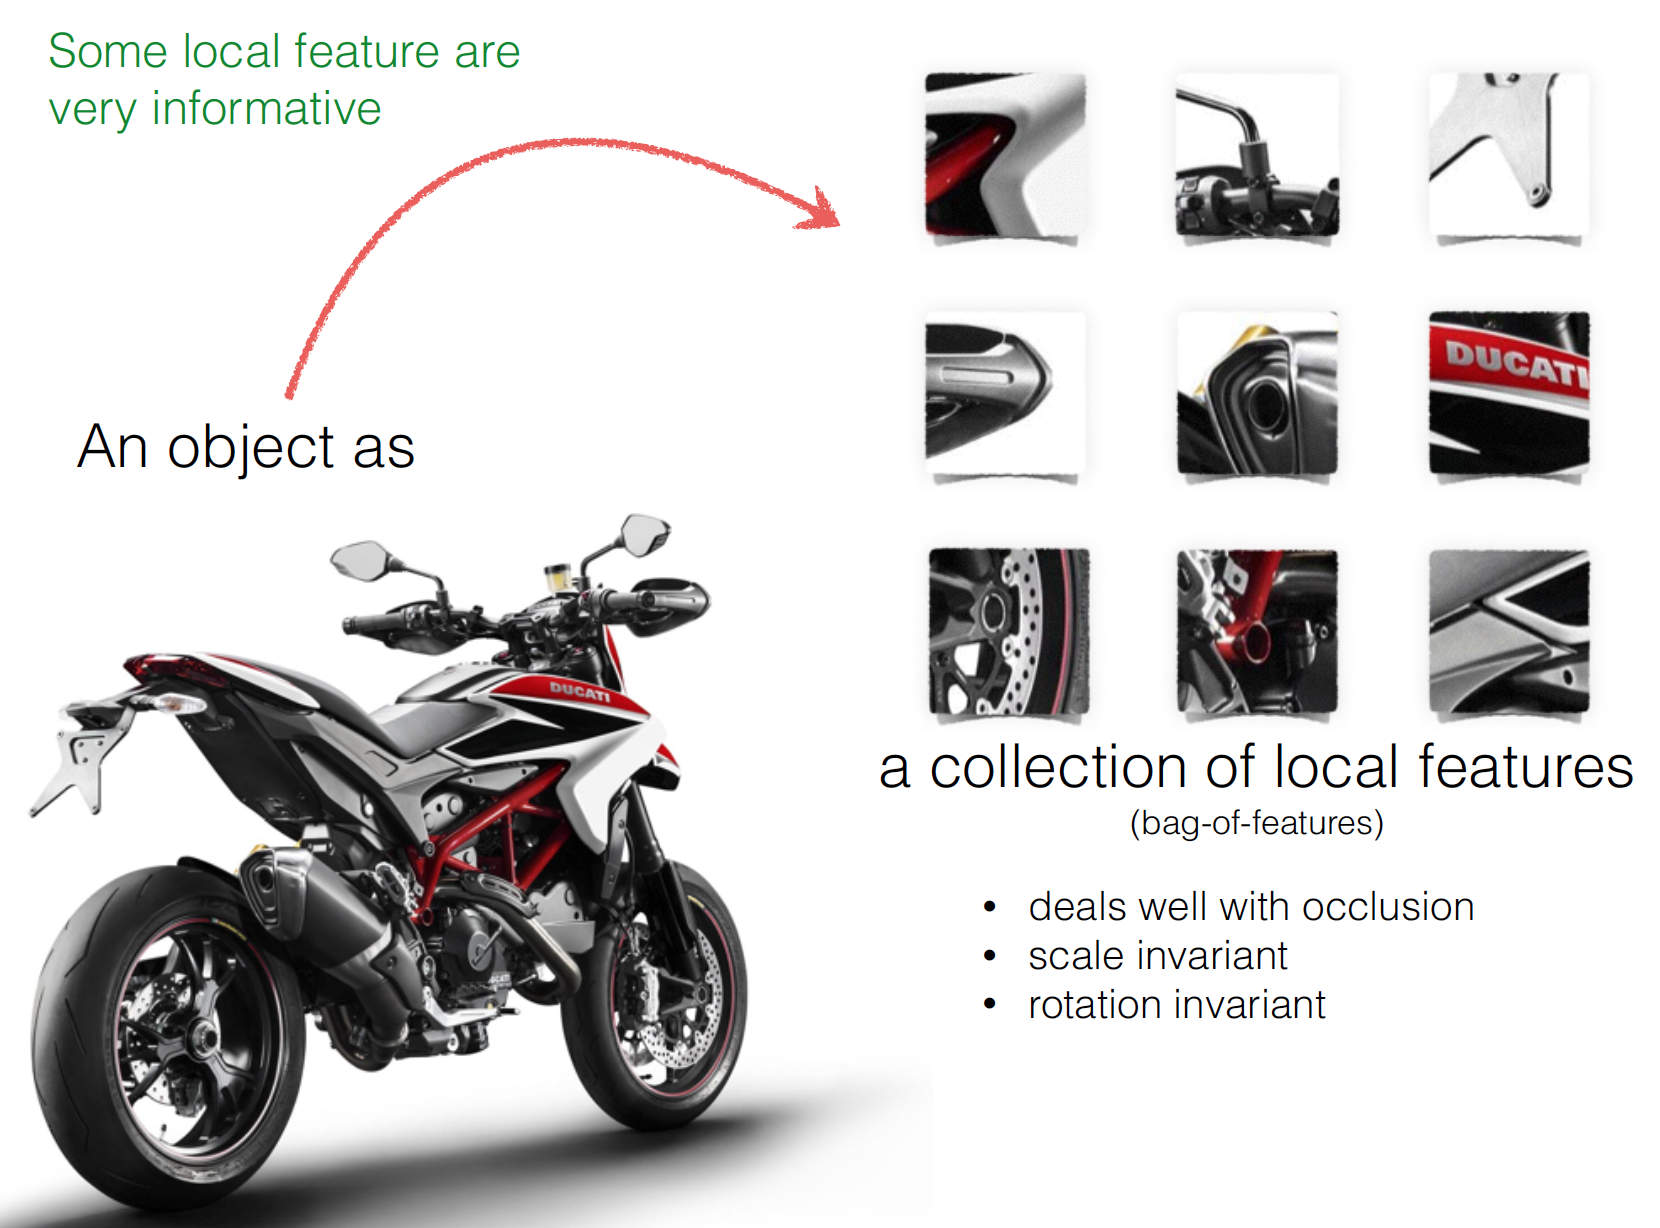 Some local feature are
very informative
An object as
DUCATI
DUCATI
a collection of local features
(bag-of-features)
• deals well with occlusion
• scale invariant
• rotation invariant